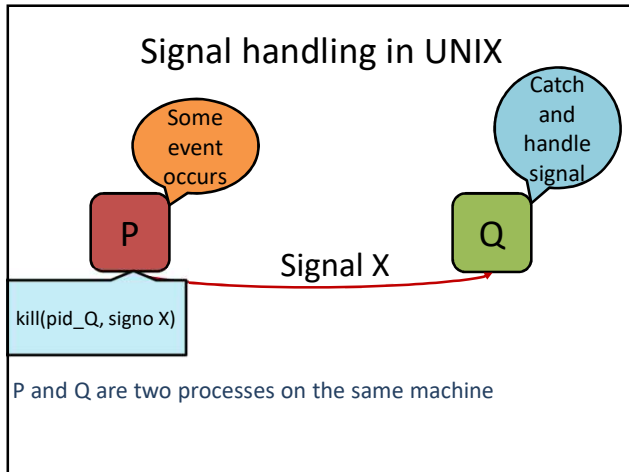 Signal handling in UNIX
Some
event
occurs
Catch
and
handle
signal
P
Q
Signal X
kill(pid_Q, signo X)
P and Q are two processes on the same machine